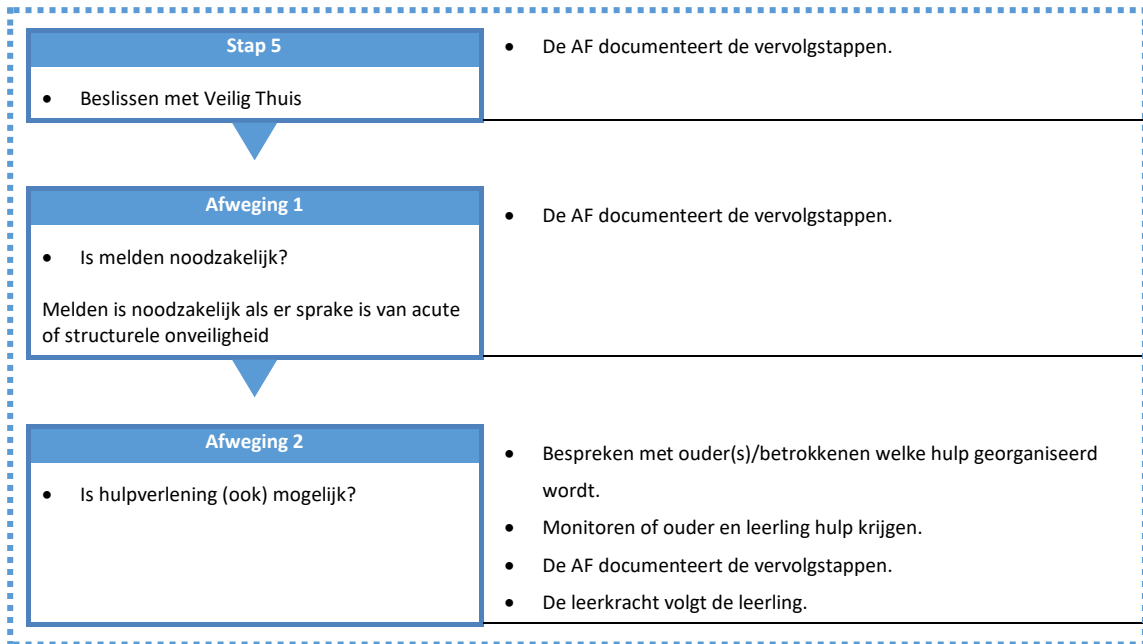 Stap 5
• Beslissen met Veilig Thuis
• De AF documenteert de vervolgstappen.
Afweging 1
• Is melden noodzakelijk?
Melden is noodzakelijk als er sprake is van acute
of structurele onveiligheid
• De AF documenteert de vervolgstappen.
Afweging 2
• Is hulpverlening (ook) mogelijk?
• Bespreken met ouder(s)/betrokkenen welke hulp georganiseerd
wordt.
• Monitoren of ouder en leerling hulp krijgen.
• De AF documenteert de vervolgstappen.
• De leerkracht volgt de leerling.